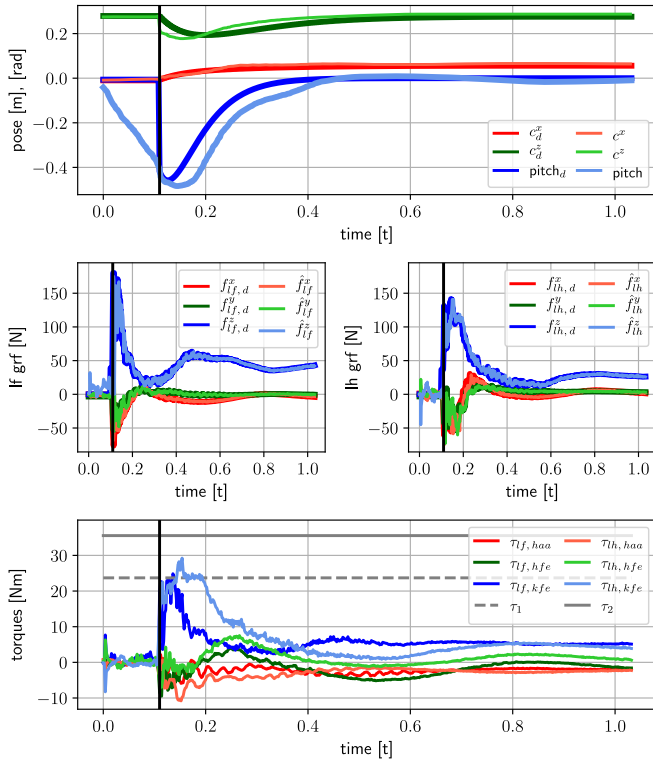 0.2
0.0
−0.2
−0.4
pose [m], [rad]
c_d^x c^x
c_d^z c^z
pitch_d pitch
0.0 0.2 0.4 0.6 0.8 1.0
time [t]
150
100
50
0
−50
lf grf [N]
f_{lf, d}^x f̂_{lf}^x
f_{lf, d}^y f̂_{lf}^y
f_{lf, d}^z f̂_{lf}^z
0.0 0.2 0.4 0.6 0.8 1.0
time [t]
150
100
50
0
−50
lh grf [N]
f_{lh, d}^x f̂_{lh}^x
f_{lh, d}^y f̂_{lh}^y
f_{lh, d}^z f̂_{lh}^z
0.0 0.2 0.4 0.6 0.8 1.0
time [t]
30
20
10
0
−10
torques [Nm]
τ_{lf, haa} τ_{lh, haa}
τ_{lf, hfe} τ_{lh, hfe}
τ_{lf, kfe} τ_{lh, kfe}
τ_1 τ_2
0.0 0.2 0.4 0.6 0.8 1.0
time [t]